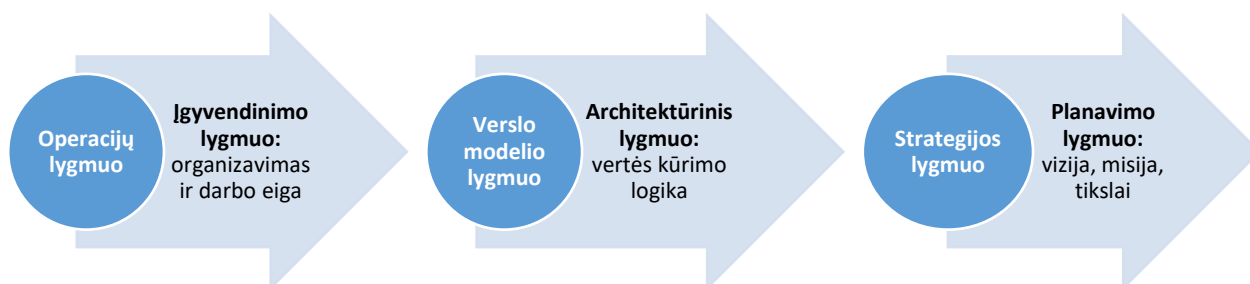 Operacijų
lygmuo
Įgyvendinimo
lygmuo:
organizavimas
ir darbo eiga
Verslo
modelio
lygmuo
Architektūrinis
lygmuo:
vertės kūrimo
logika
Strategijos
lygmuo
Planavimo
lygmuo:
vizija, misija,
tikslai